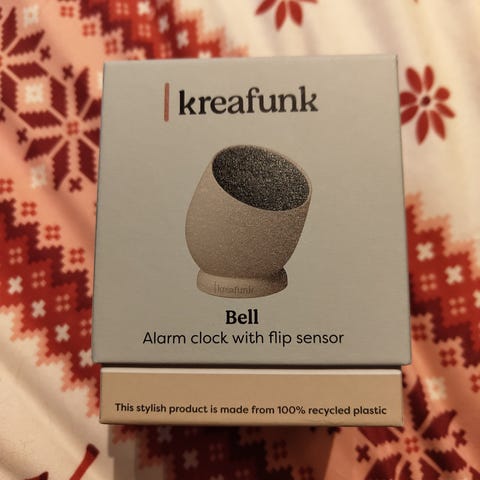 kreafunk
kreafunk
Bell
Alarm clock with flip sensor
This stylish product is made from 100% recycled plastic